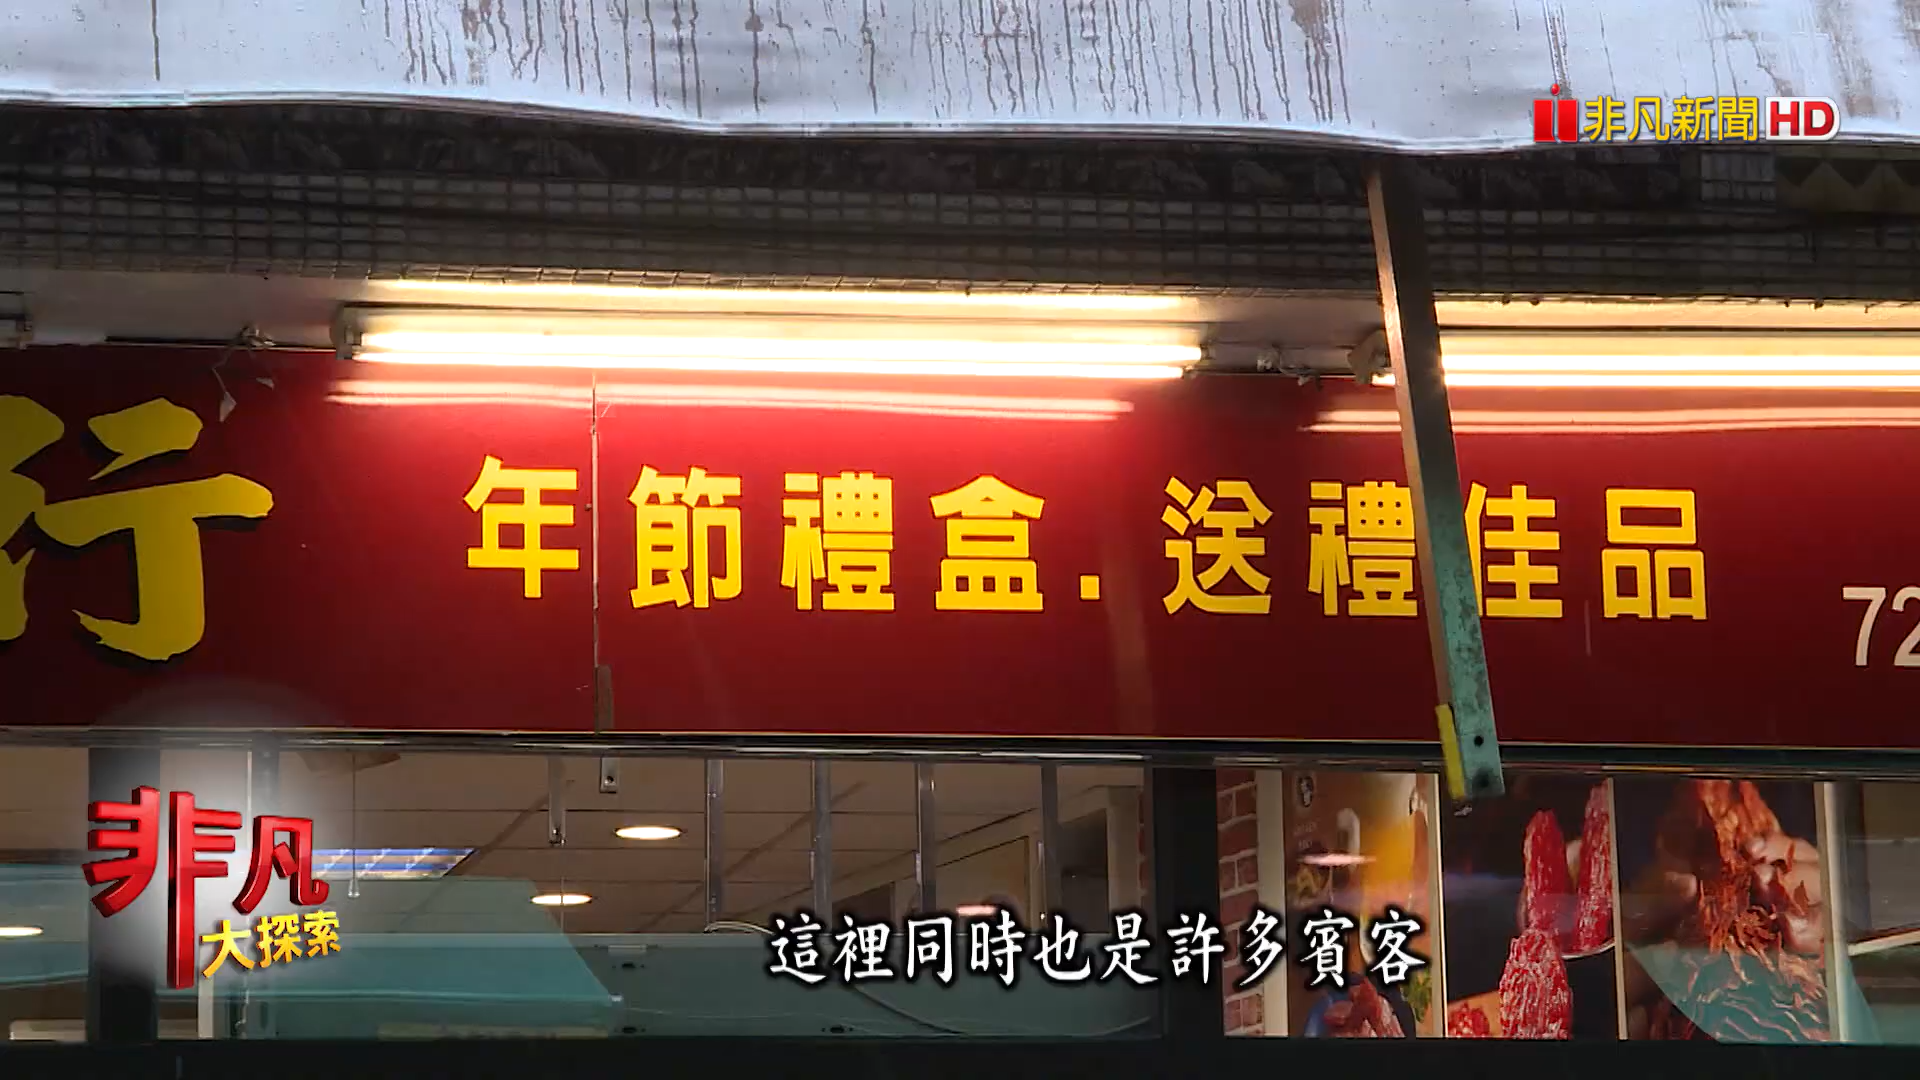 非凡新聞HD
行 年節禮盒.送禮佳品 72
非凡
大探索
這裡同時也是許多賓客